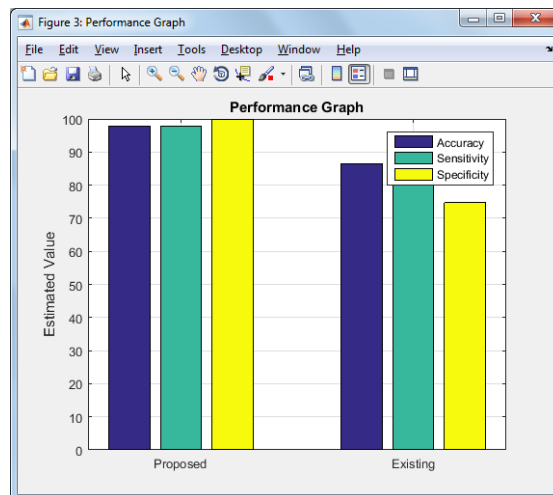 Figure 3: Performance Graph
File Edit View Insert Tools Desktop Window Help
Performance Graph
100
90
80
70
60
50
40
30
20
10
0
Estimated Value
Accuracy
Sensitivity
Specificity
Proposed Existing